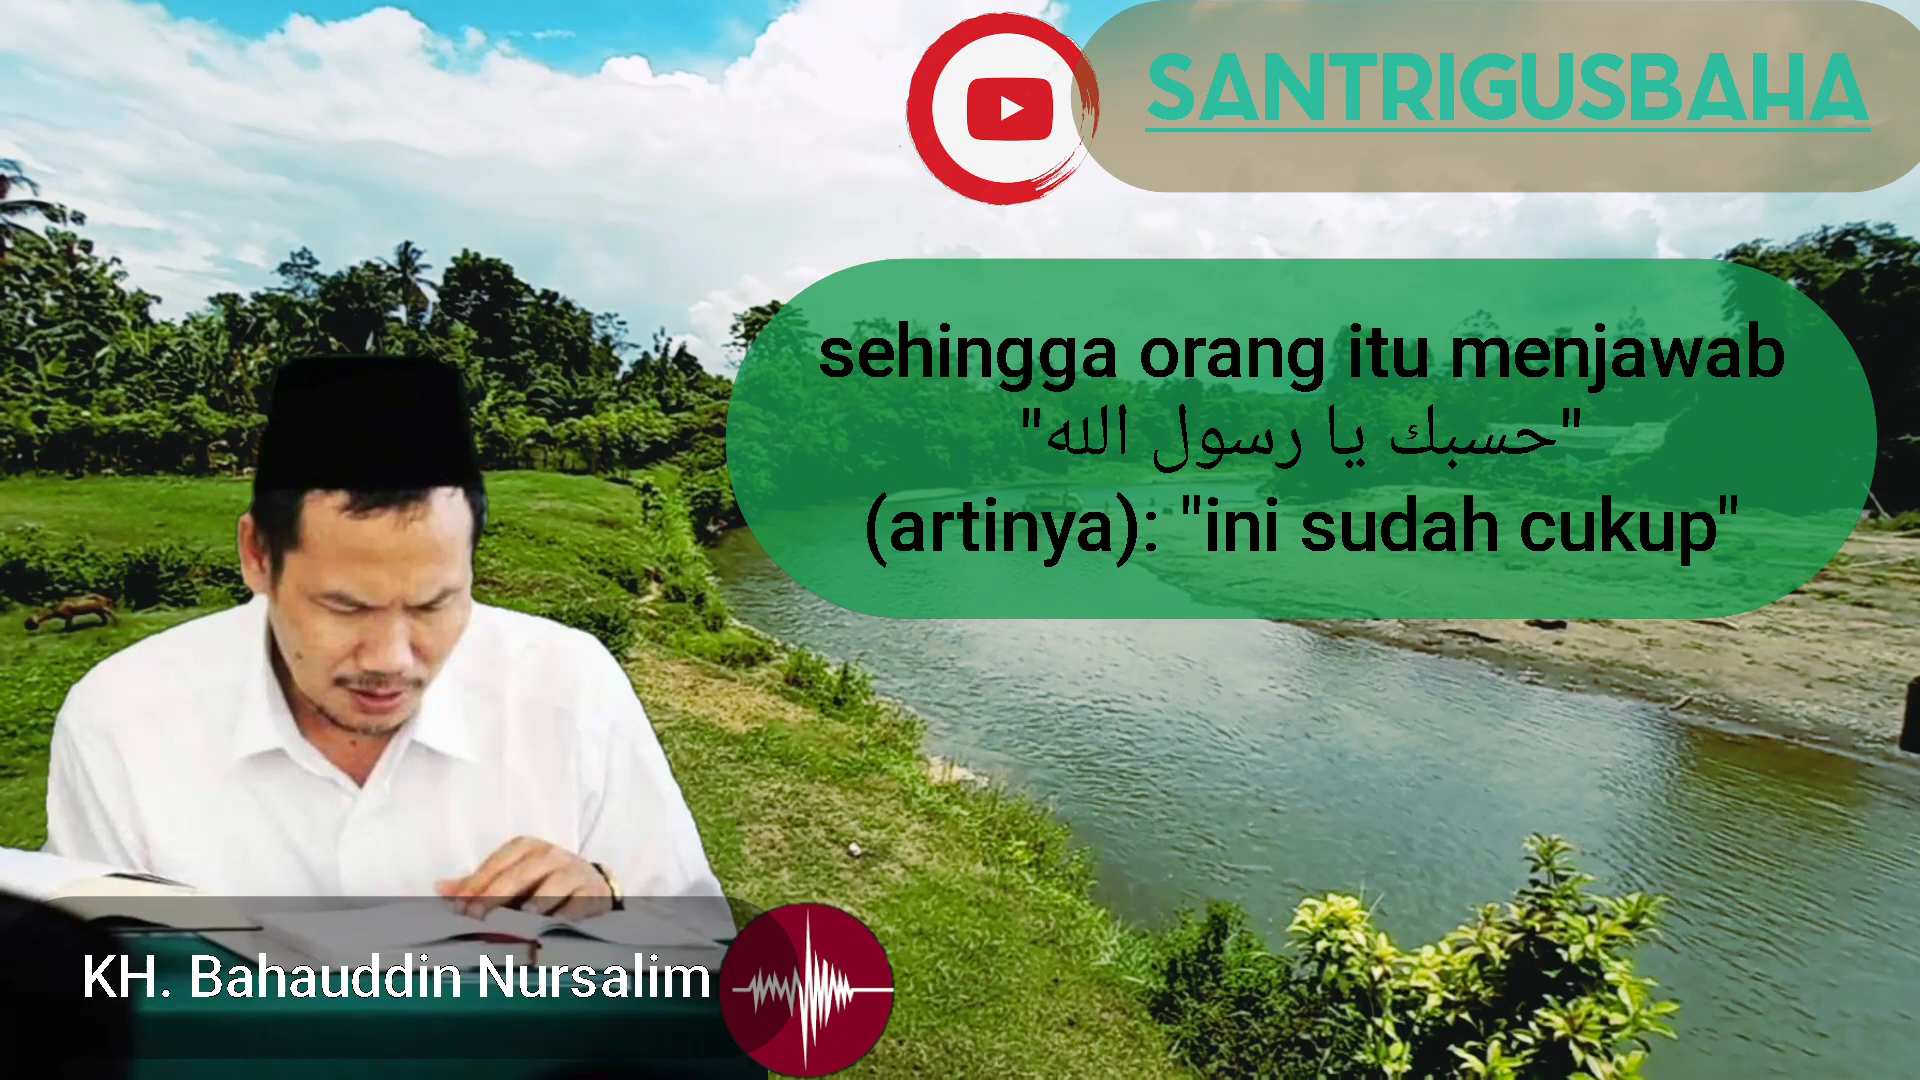 SANTRIGUSBAHA
sehingga orang itu menjawab
"حسبك يا رسول الله"
(artinya): "ini sudah cukup"
KH. Bahauddin Nursalim